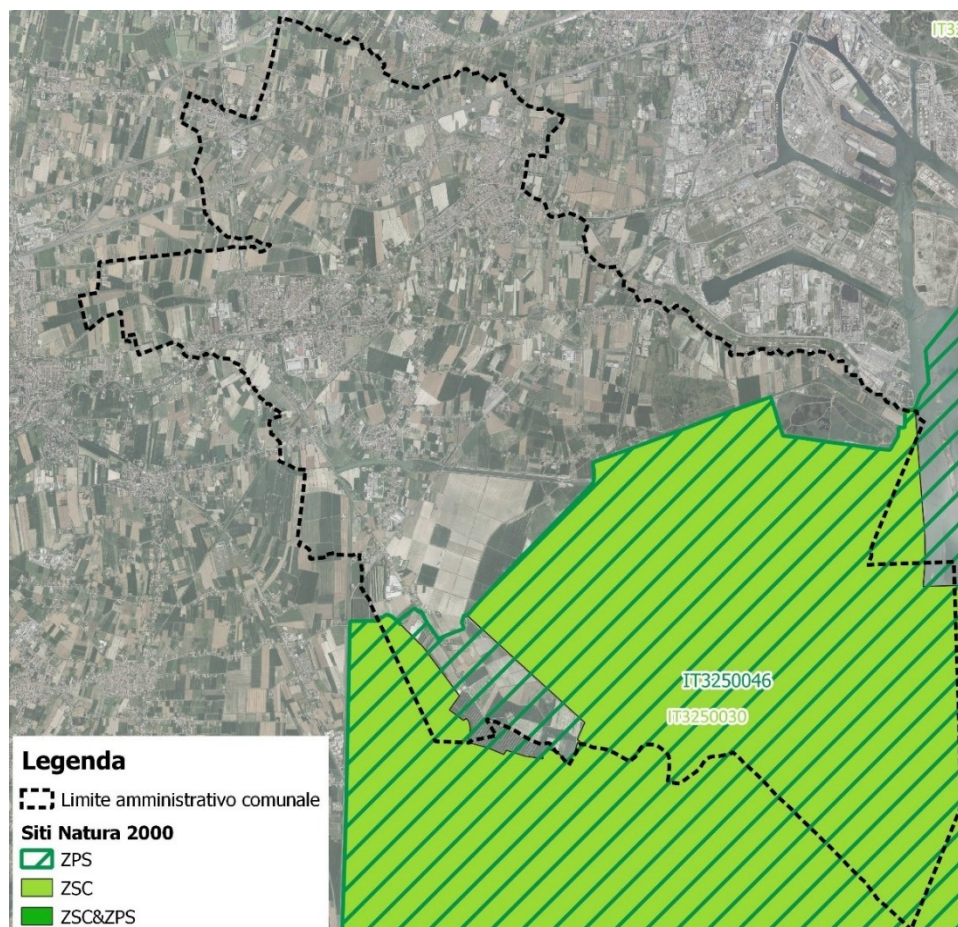 IT3250046
IT3250030
Legenda
Limite amministrativo comunale
Siti Natura 2000
ZPS
ZSC
ZSC&ZPS